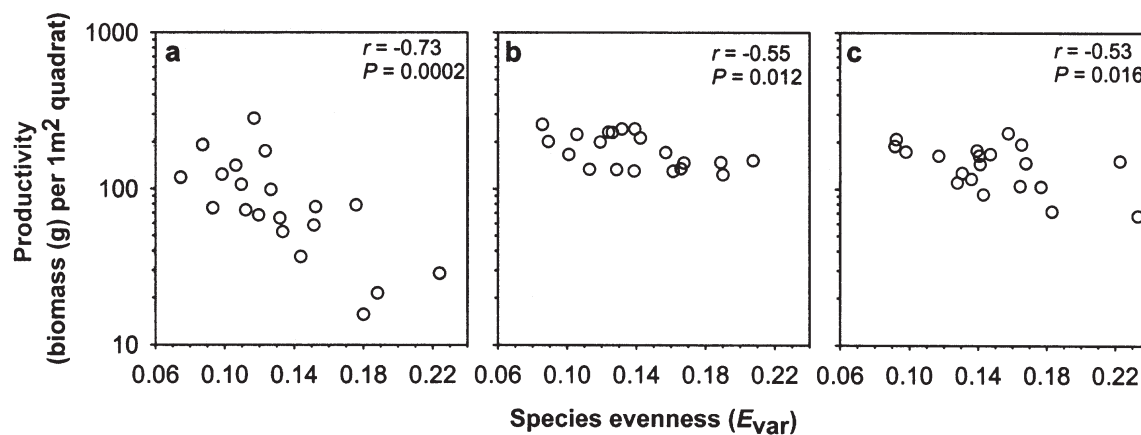 Productivity
(biomass (g) per 1m2 quadrat)
1000
100
10
a
r = -0.73
P = 0.0002
b
r = -0.55
P = 0.012
c
r = -0.53
P = 0.016
0.06 0.10 0.14 0.18 0.22 0.06 0.10 0.14 0.18 0.22 0.06 0.10 0.14 0.18 0.22
Species evenness (Evar)